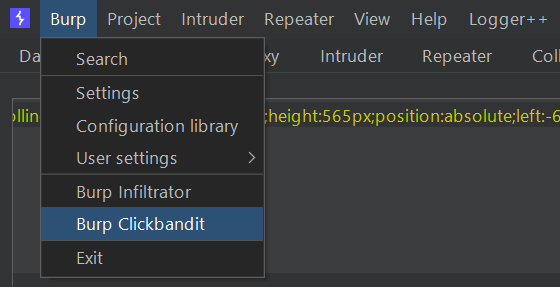 Burp Project Intruder Repeater View Help Logger++
Da xy Intruder Repeater Col
Search
Settings
ollin ;height:565px;position:absolute;left:-6
Configuration library
User settings
Burp Infiltrator
Burp Clickbandit
Exit